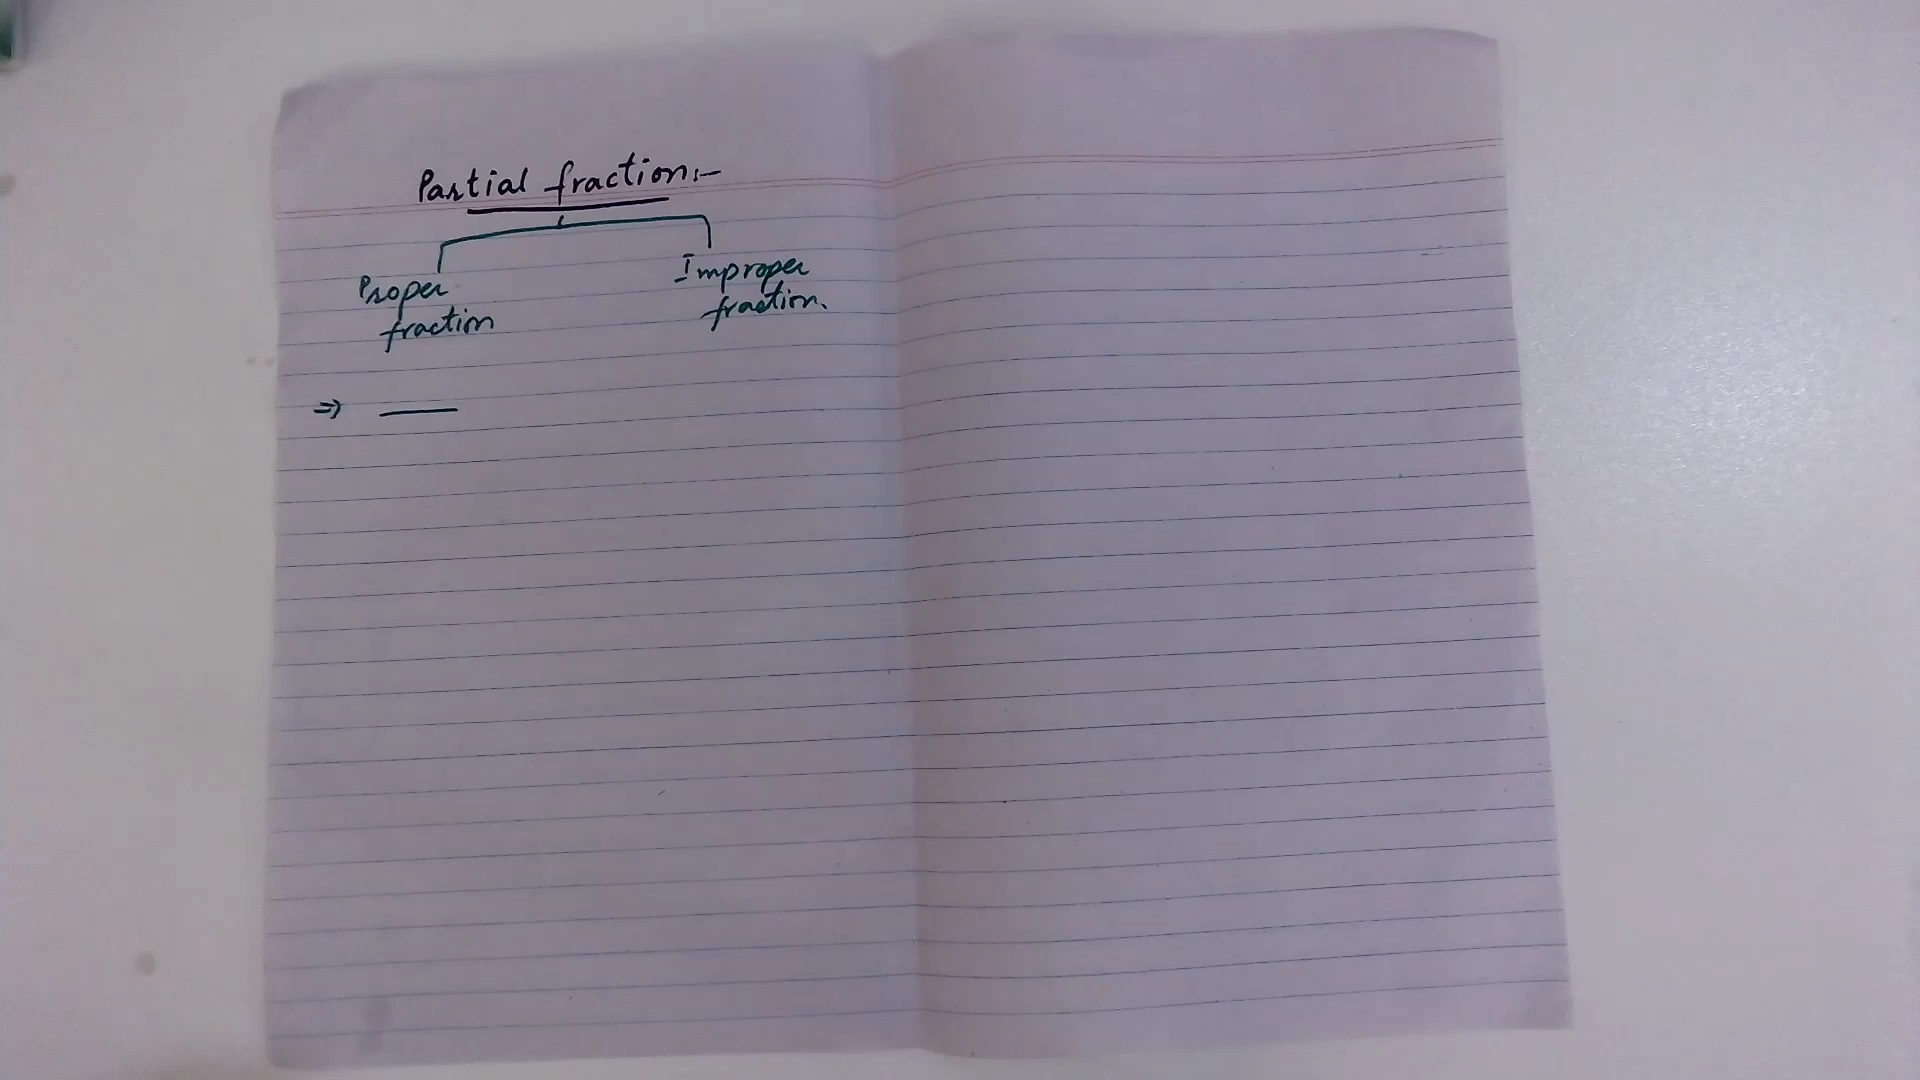 Partial fraction:-
Proper fraction
Improper fraction.
⇒ —